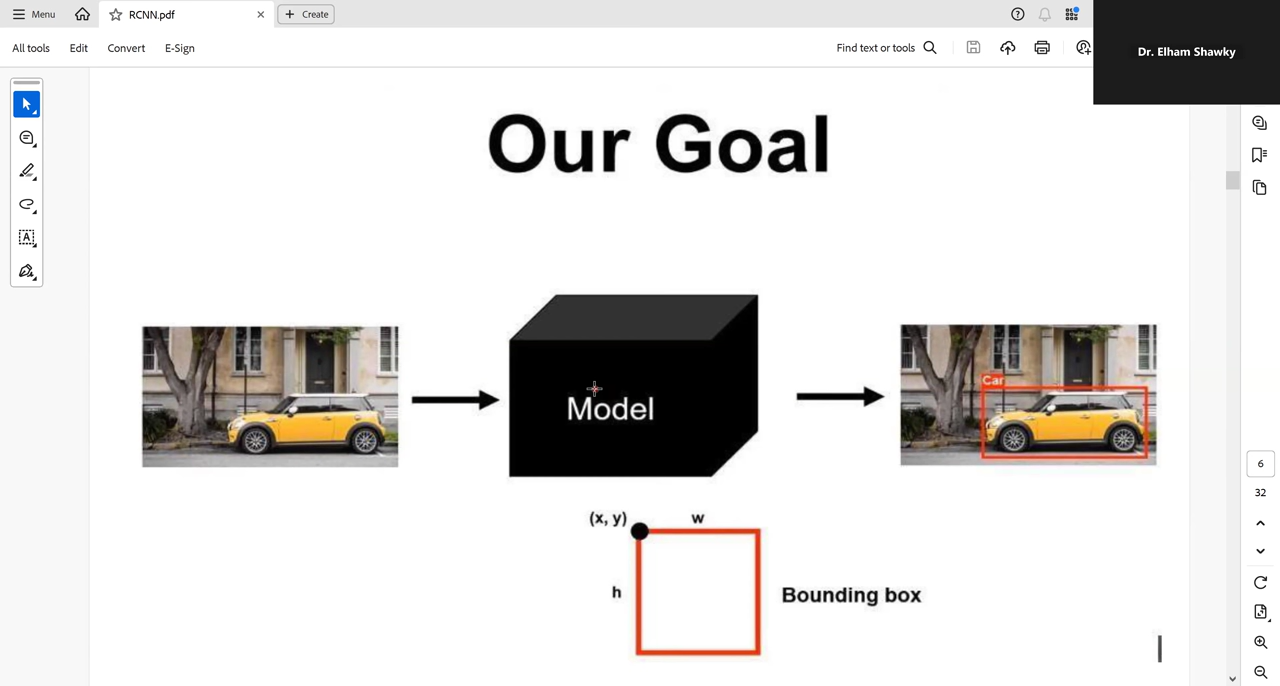 Menu
RCNN.pdf
Create
Dr. Elham Shawky
All tools
Edit
Convert
E-Sign
Find text or tools
Our Goal
Model
Car
(x, y)
w
h
Bounding box
6
32